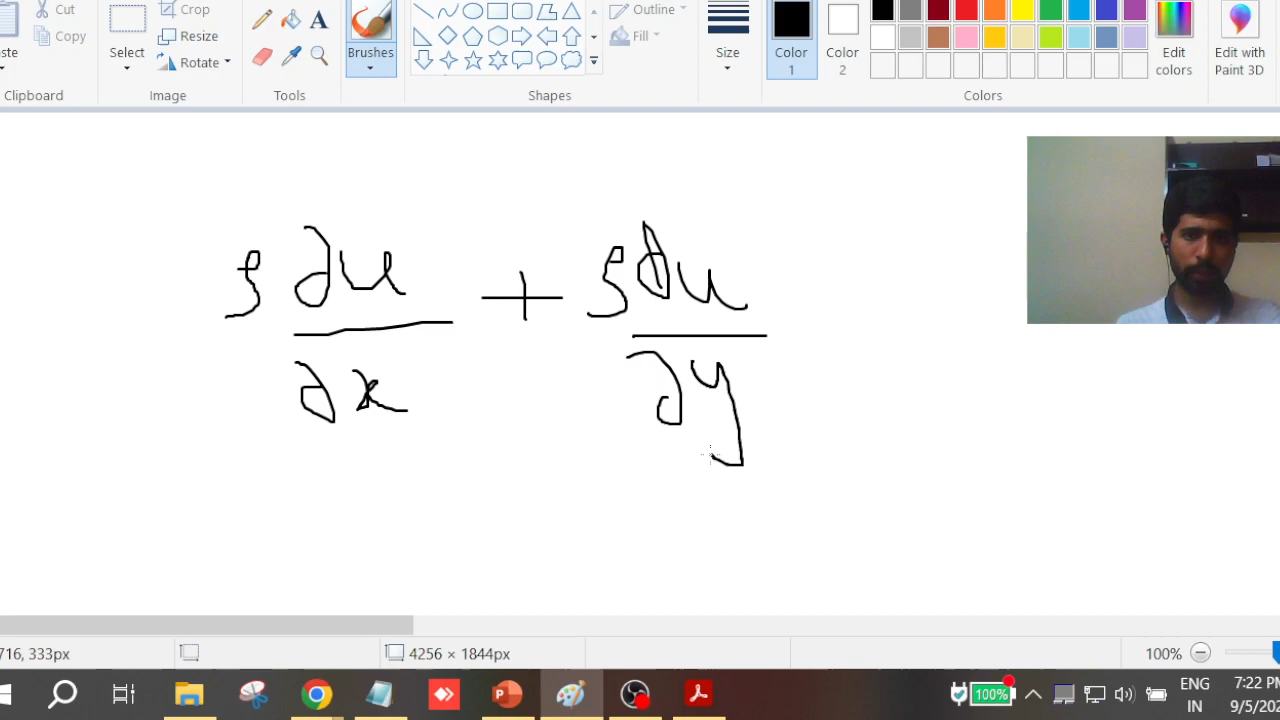 Cut
Copy
aste
Clipboard
Select
Crop
Resize
Rotate
Image
A
Tools
Brushes
Outline
Fill
Shapes
Size
Color 1
Color 2
Edit colors
Edit with Paint 3D
Colors
ρ ∂u/∂x + ρ ∂u/∂y
716, 333px
4256 × 1844px
100%
100%
ENG
IN
7:22 PM
9/5/202